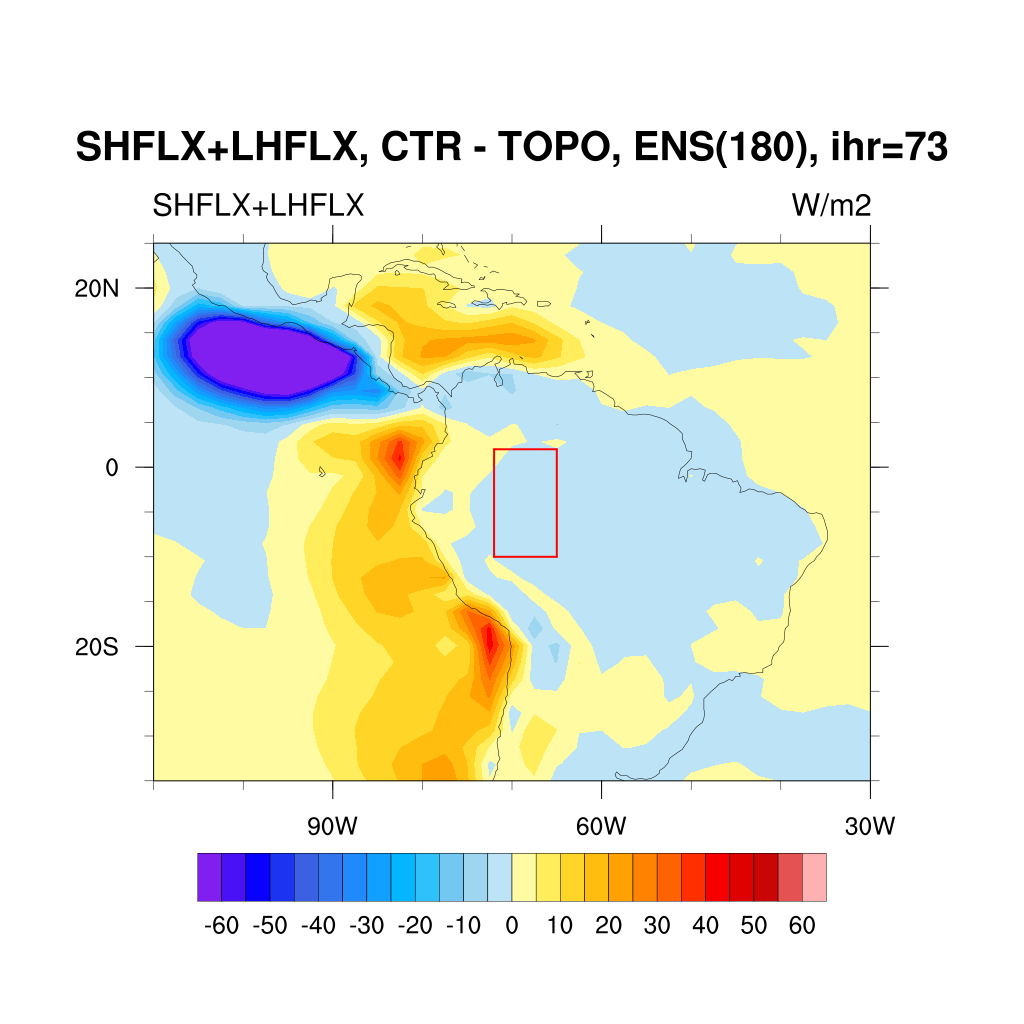 SHFLX+LHFLX, CTR - TOPO, ENS(180), ihr=73
SHFLX+LHFLX W/m2
20N
0
20S
90W 60W 30W
-60 -50 -40 -30 -20 -10 0 10 20 30 40 50 60